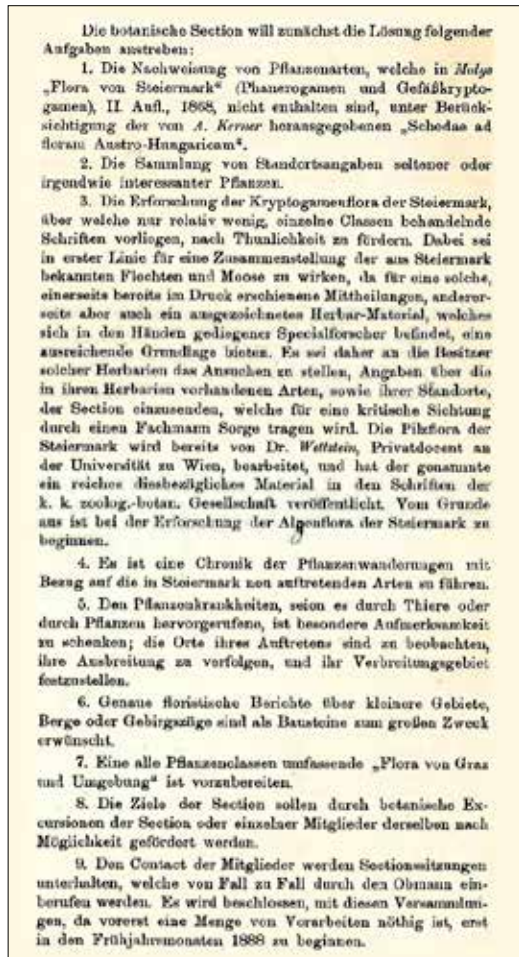 Die botanische Section will zunächst die Lösung folgender
Aufgaben anstreben:
1. Die Nachweisung von Pflanzenarten, welche in Malys
„Flora von Steiermark“ (Phanerogamen und Gefäßkrypto-
gamen), II. Aufl., 1868, nicht enthalten sind, unter Berück-
sichtigung der von A. Kerner herausgegebenen „Schedae ad
floram Austro-Hungaricam“.
2. Die Sammlung von Standortsangaben seltener oder
irgendwie interessanter Pflanzen.
3. Die Erforschung der Kryptogamenflora der Steiermark,
über welche nur relativ wenig, einzelne Classen behandelnde
Schriften vorliegen, nach Thunlichkeit zu fördern. Dabei sei
in erster Linie für eine Zusammenstellung der aus Steiermark
bekannten Flechten und Moose zu wirken, da für eine solche,
einerseits bereits im Druck erschienene Mittheilungen, anderer-
seits aber auch ein ausgezeichnetes Herbar-Material, welches
sich in den Händen gediegener Specialforscher befindet, eine
ausreichende Grundlage bieten. Es sei daher an die Besitzer
solcher Herbarien das Ansuchen zu stellen, Angaben über die
in ihren Herbarien vorhandenen Arten, sowie ihrer Standorte,
der Section einzusenden, welche für eine kritische Sichtung
durch einen Fachmann Sorge tragen wird. Die Pilzflora der
Steiermark wird bereits von Dr. Wettstein, Privatdocent an
der Universität zu Wien, bearbeitet, und hat der genannte
ein reiches diesbezügliches Material in den Schriften der
k. k. zoolog.-botan. Gesellschaft veröffentlicht. Vom Grunde
aus ist bei der Erforschung der Algenflora der Steiermark zu
beginnen.
4. Es ist eine Chronik der Pflanzenwanderungen mit
Bezug auf die in Steiermark neu auftretenden Arten zu führen.
5. Den Pflanzenkrankheiten, seien es durch Thiere oder
durch Pflanzen hervorgerufene, ist besondere Aufmerksamkeit
zu schenken; die Orte ihres Auftretens sind zu beobachten,
ihre Ausbreitung zu verfolgen, und ihr Verbreitungsgebiet
festzustellen.
6. Genaue floristische Berichte über kleinere Gebiete,
Berge oder Gebirgszüge sind als Bausteine zum großen Zweck
erwünscht.
7. Eine alle Pflanzenclassen umfassende „Flora von Graz
und Umgebung“ ist vorzubereiten.
8. Die Ziele der Section sollen durch botanische Ex-
cursionen der Section oder einzelner Mitglieder derselben nach
Möglichkeit gefördert werden.
9. Den Contact der Mitglieder werden Sectionssitzungen
unterhalten, welche von Fall zu Fall durch den Obmann ein-
berufen werden. Es wird beschlossen, mit diesen Versammlun-
gen, da vorerst eine Menge von Vorarbeiten nöthig ist, erst
in den Frühjahrsmonaten 1888 zu beginnen.